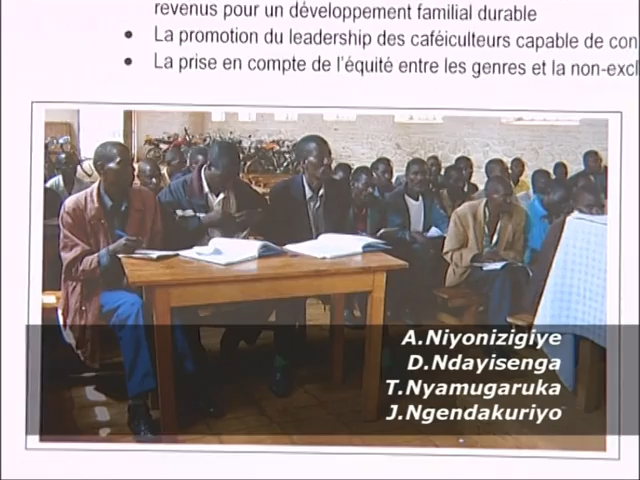 revenus pour un développement familial durable
• La promotion du leadership des caféiculteurs capable de con
• La prise en compte de l'équité entre les genres et la non-excl
A.Niyonizigiye
D.Ndayisenga
T.Nyamugaruka
J.Ngendakuriyo